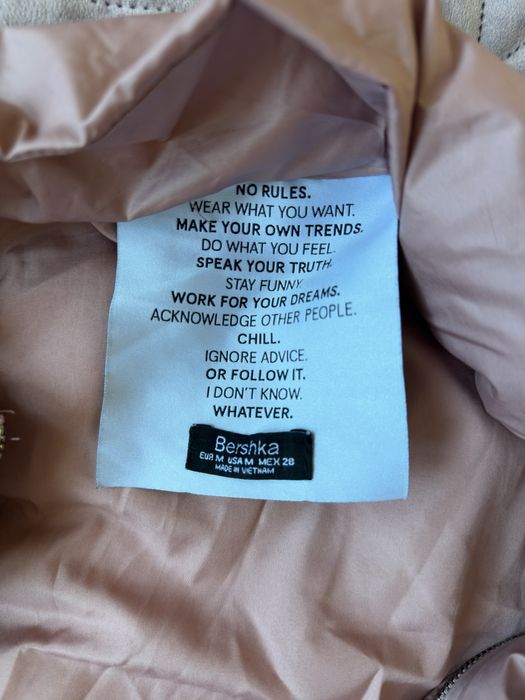 NO RULES.
WEAR WHAT YOU WANT.
MAKE YOUR OWN TRENDS.
DO WHAT YOU FEEL.
SPEAK YOUR TRUTH.
STAY FUNNY.
WORK FOR YOUR DREAMS.
ACKNOWLEDGE OTHER PEOPLE.
CHILL.
IGNORE ADVICE.
OR FOLLOW IT.
I DON'T KNOW.
WHATEVER.
Bershka
EUR M USA M MEX 28
MADE IN VIETNAM